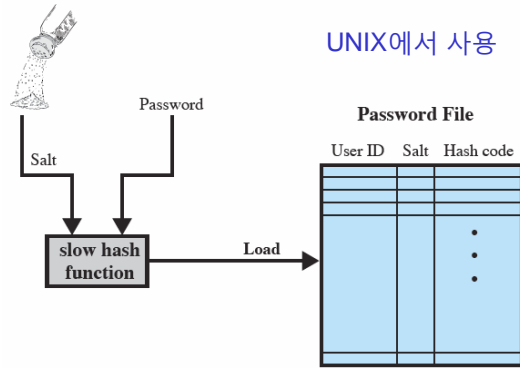 UNIX에서 사용
Password
Salt
Password File
User ID Salt Hash code
slow hash
function
Load